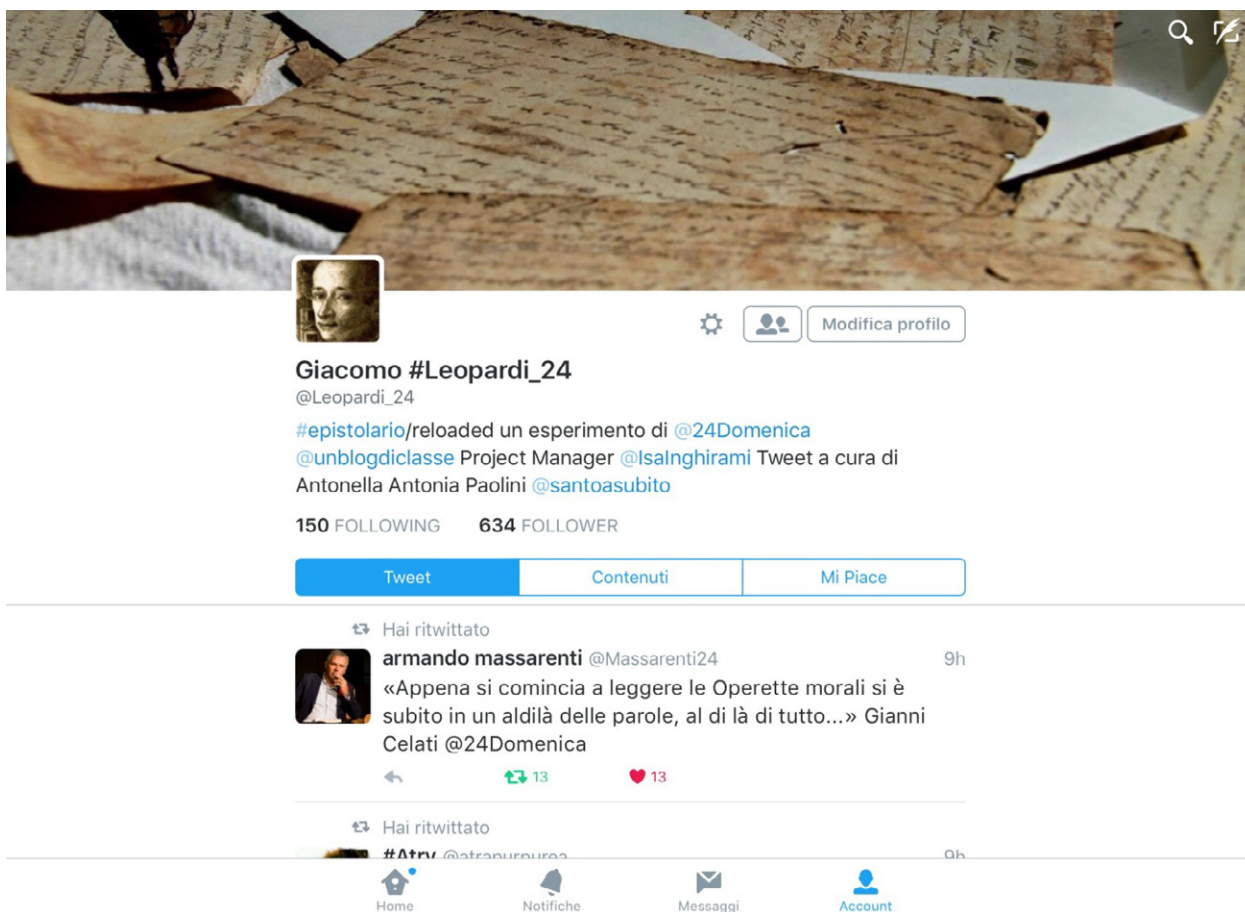 Modifica profilo
Giacomo #Leopardi_24
@Leopardi_24
#epistolario/reloaded un esperimento di @24Domenica
@unblogdiclasse Project Manager @IsaInghirami Tweet a cura di
Antonella Antonia Paolini @santoasubito
150 FOLLOWING 634 FOLLOWER
Tweet Contenuti Mi Piace
Hai ritwittato
armando massarenti @Massarenti24 9h
«Appena si comincia a leggere le Operette morali si è
subito in un aldilà delle parole, al di là di tutto...» Gianni
Celati @24Domenica
13 13
Hai ritwittato
#Atry @atrapurpurea 9h
Home Notifiche Messaggi Account